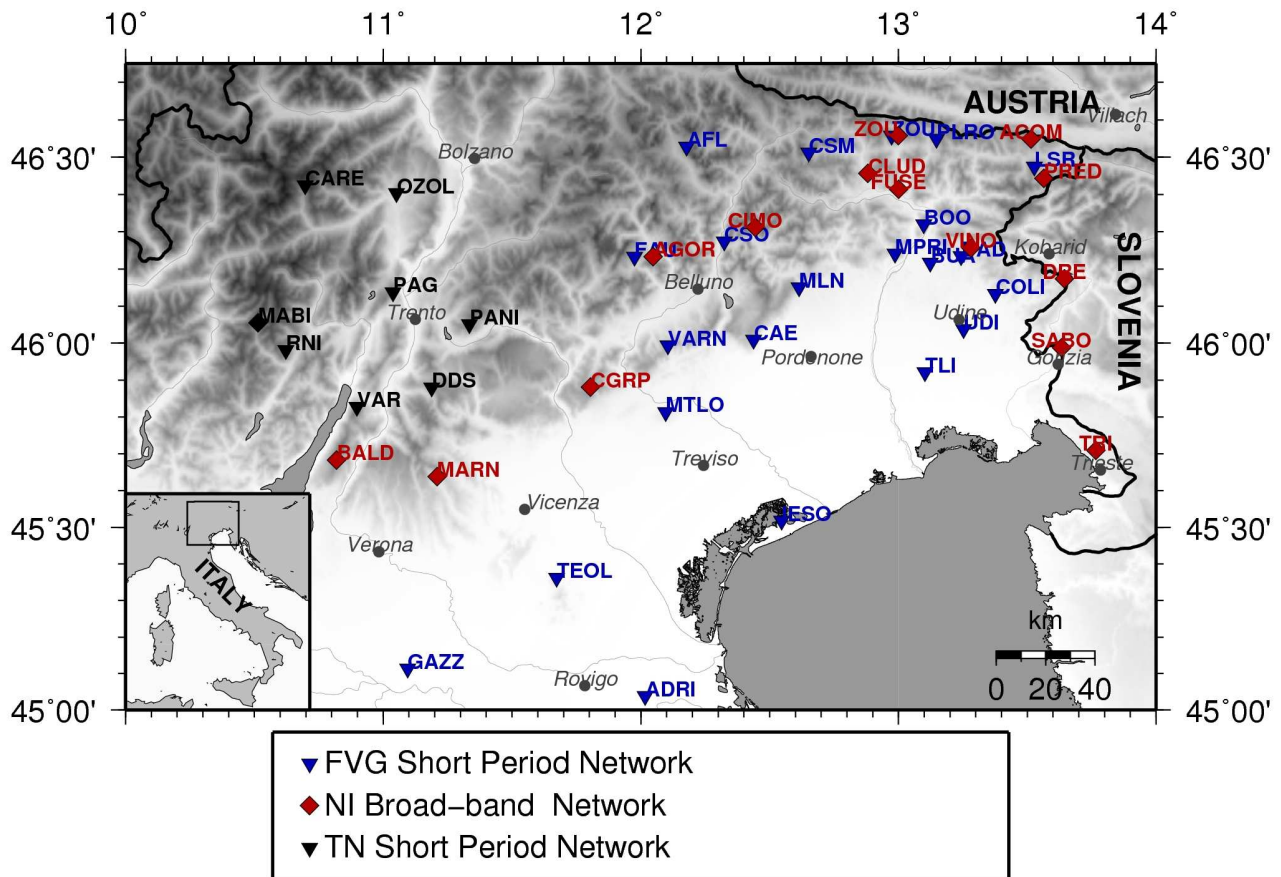 10° 11° 12° 13° 14°
AUSTRIA
Villach
46°30' 46°30'
Bolzano
AFL
CSM
PLRO
ACOM
CARE
OZOL
CLUD
FUSE
LSR
PRED
CIMO
CSO
BOO
AGOR
MPRI
VINO
Kobarid
SLOVENIA
Belluno
MLN
DRE
COLI
PAG
MABI
Trento
PANI
Udine
UDI
46°00' 46°00'
RNI
VARN
CAE
Pordenone
SABO
Gorizia
TLI
DDS
CGRP
VAR
MTLO
BALD
MARN
Treviso
TRI
Trieste
45°30' 45°30'
Vicenza
IESO
Verona
TEOL
ITALY
km
0 20 40
GAZZ
Rovigo
ADRI
45°00' 45°00'
FVG Short Period Network
NI Broad-band Network
TN Short Period Network